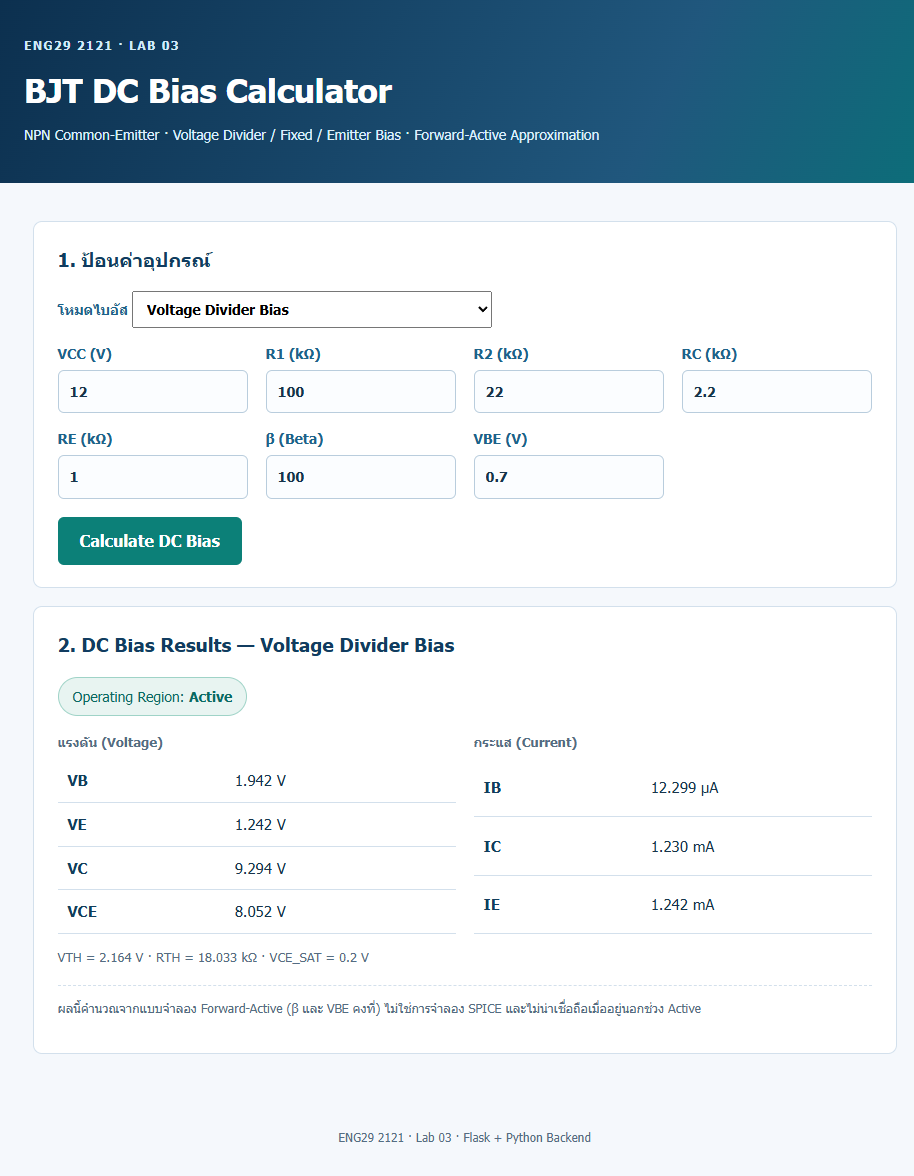 ENG29 2121 · LAB 03
BJT DC Bias Calculator
NPN Common-Emitter · Voltage Divider / Fixed / Emitter Bias · Forward-Active Approximation
1. ป้อนค่าอุปกรณ์
โหมดไบอัส Voltage Divider Bias
VCC (V) R1 (kΩ) R2 (kΩ) RC (kΩ)
12 100 22 2.2
RE (kΩ) β (Beta) VBE (V)
1 100 0.7
Calculate DC Bias
2. DC Bias Results — Voltage Divider Bias
Operating Region: Active
แรงดัน (Voltage)
VB 1.942 V
VE 1.242 V
VC 9.294 V
VCE 8.052 V
กระแส (Current)
IB 12.299 µA
IC 1.230 mA
IE 1.242 mA
VTH = 2.164 V · RTH = 18.033 kΩ · VCE_SAT = 0.2 V
ผลนี้คำนวณจากแบบจำลอง Forward-Active (β และ VBE คงที่) ไม่ใช่การจำลอง SPICE และไม่น่าเชื่อถือเมื่ออยู่นอกช่วง Active
ENG29 2121 · Lab 03 · Flask + Python Backend